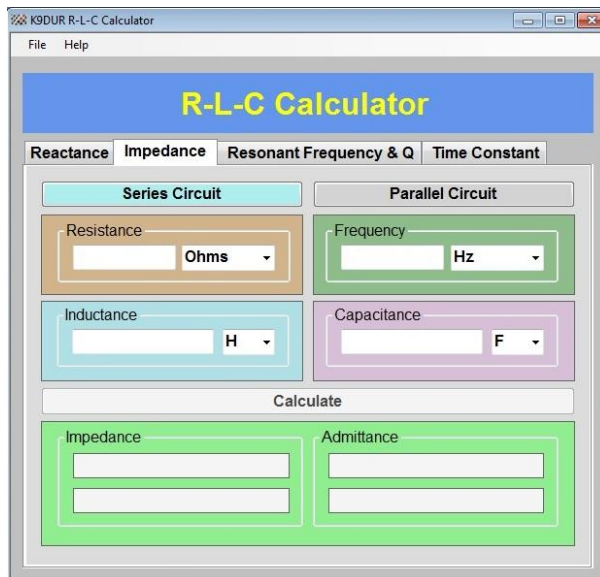 K9DUR R-L-C Calculator
File Help
R-L-C Calculator
Reactance Impedance Resonant Frequency & Q Time Constant
Series Circuit Parallel Circuit
Resistance Frequency
Ohms Hz
Inductance Capacitance
H F
Calculate
Impedance Admittance